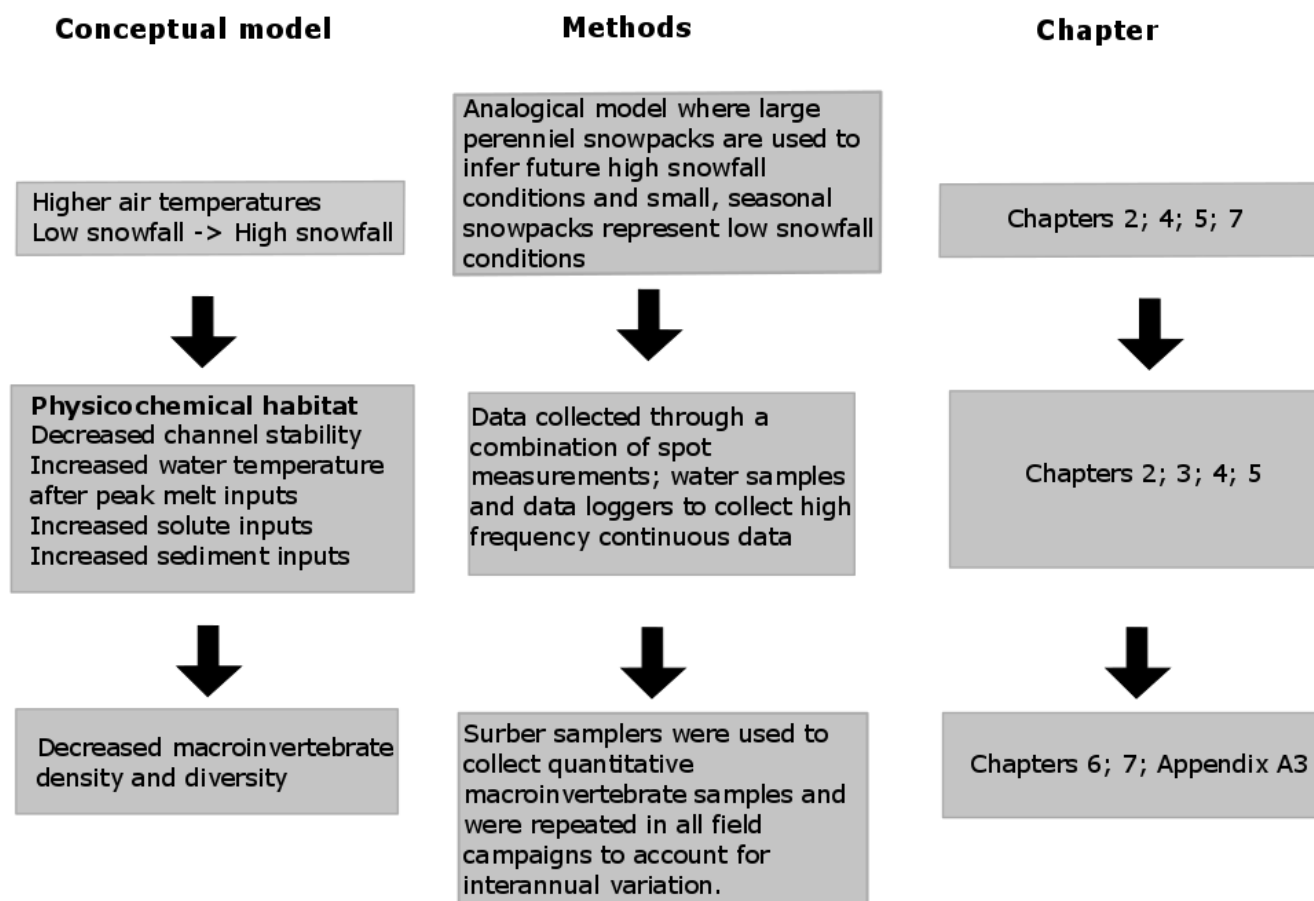 Conceptual model
Methods
Chapter
Higher air temperatures
Low snowfall -> High snowfall
Analogical model where large
perenniel snowpacks are used to
infer future high snowfall
conditions and small, seasonal
snowpacks represent low snowfall
conditions
Chapters 2; 4; 5; 7
Physicochemical habitat
Decreased channel stability
Increased water temperature
after peak melt inputs
Increased solute inputs
Increased sediment inputs
Data collected through a
combination of spot
measurements; water samples
and data loggers to collect high
frequency continuous data
Chapters 2; 3; 4; 5
Decreased macroinvertebrate
density and diversity
Surber samplers were used to
collect quantitative
macroinvertebrate samples and
were repeated in all field
campaigns to account for
interannual variation.
Chapters 6; 7; Appendix A3